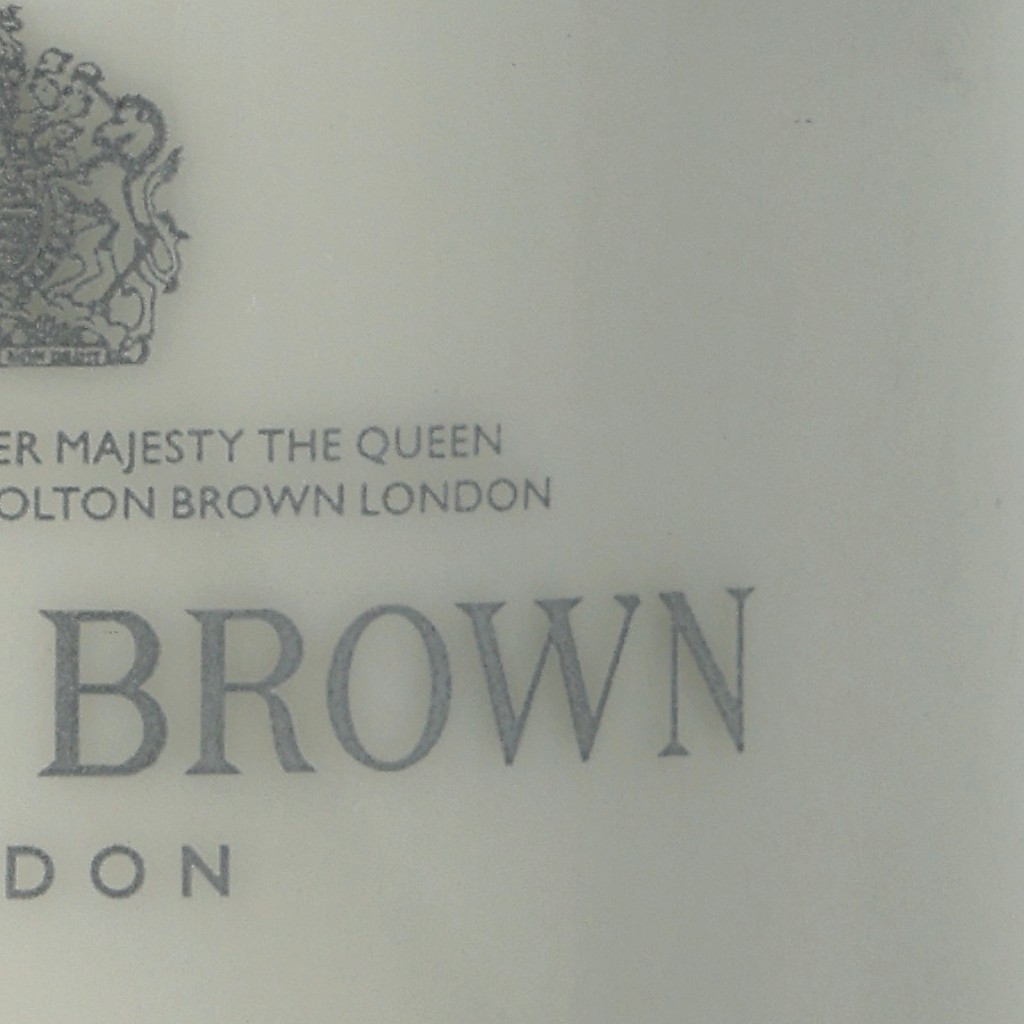 ER MAJESTY THE QUEEN
OLTON BROWN LONDON
BROWN
DON